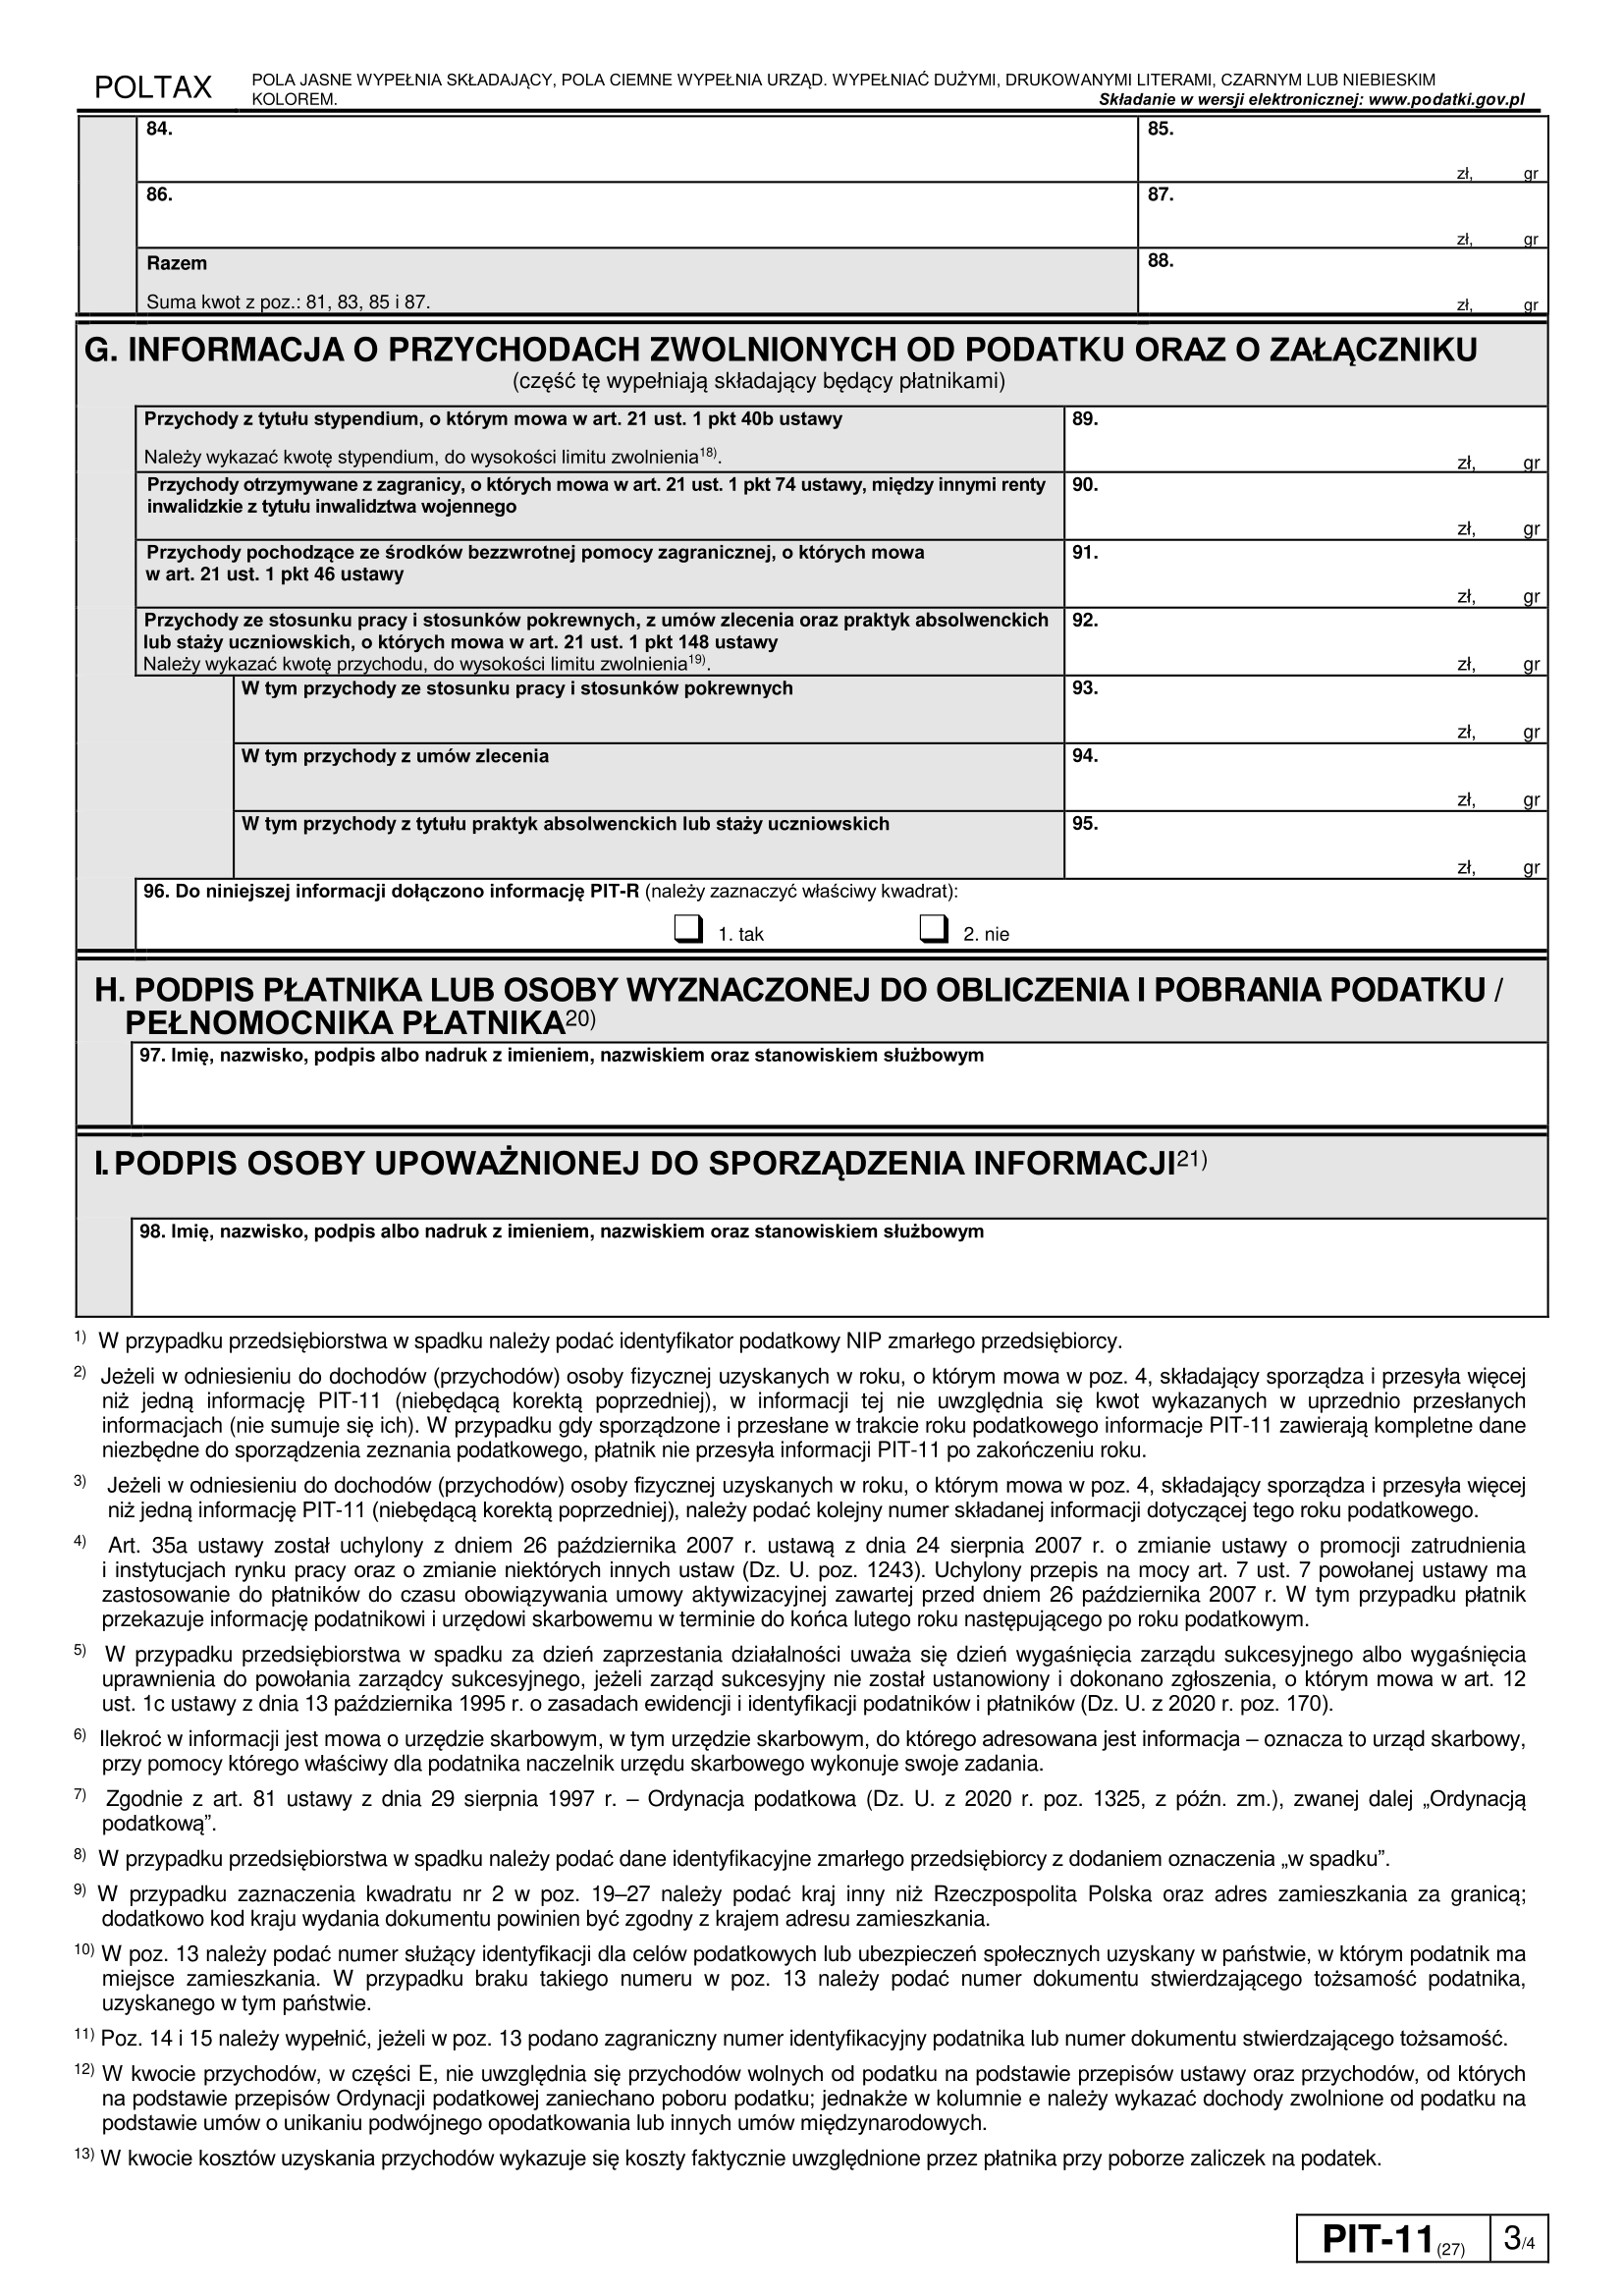 POLTAX
POLA JASNE WYPEŁNIA SKŁADAJĄCY, POLA CIEMNE WYPEŁNIA URZĄD. WYPEŁNIAĆ DUŻYMI, DRUKOWANYMI LITERAMI, CZARNYM LUB NIEBIESKIM
KOLOREM.
Składanie w wersji elektronicznej: www.podatki.gov.pl
84.
85.
zł, gr
86.
87.
zł, gr
Razem
88.
Suma kwot z poz.: 81, 83, 85 i 87.
zł, gr
G. INFORMACJA O PRZYCHODACH ZWOLNIONYCH OD PODATKU ORAZ O ZAŁĄCZNIKU
(część tę wypełniają składający będący płatnikami)
Przychody z tytułu stypendium, o którym mowa w art. 21 ust. 1 pkt 40b ustawy
89.
Należy wykazać kwotę stypendium, do wysokości limitu zwolnienia18).
zł, gr
Przychody otrzymywane z zagranicy, o których mowa w art. 21 ust. 1 pkt 74 ustawy, między innymi renty
inwalidzkie z tytułu inwalidztwa wojennego
90.
zł, gr
Przychody pochodzące ze środków bezzwrotnej pomocy zagranicznej, o których mowa
w art. 21 ust. 1 pkt 46 ustawy
91.
zł, gr
Przychody ze stosunku pracy i stosunków pokrewnych, z umów zlecenia oraz praktyk absolwenckich
lub staży uczniowskich, o których mowa w art. 21 ust. 1 pkt 148 ustawy
Należy wykazać kwotę przychodu, do wysokości limitu zwolnienia19).
92.
zł, gr
W tym przychody ze stosunku pracy i stosunków pokrewnych
93.
zł, gr
W tym przychody z umów zlecenia
94.
zł, gr
W tym przychody z tytułu praktyk absolwenckich lub staży uczniowskich
95.
zł, gr
96. Do niniejszej informacji dołączono informację PIT-R (należy zaznaczyć właściwy kwadrat):
1. tak
2. nie
H. PODPIS PŁATNIKA LUB OSOBY WYZNACZONEJ DO OBLICZENIA I POBRANIA PODATKU /
PEŁNOMOCNIKA PŁATNIKA20)
97. Imię, nazwisko, podpis albo nadruk z imieniem, nazwiskiem oraz stanowiskiem służbowym
I. PODPIS OSOBY UPOWAŻNIONEJ DO SPORZĄDZENIA INFORMACJI21)
98. Imię, nazwisko, podpis albo nadruk z imieniem, nazwiskiem oraz stanowiskiem służbowym
1) W przypadku przedsiębiorstwa w spadku należy podać identyfikator podatkowy NIP zmarłego przedsiębiorcy.
2) Jeżeli w odniesieniu do dochodów (przychodów) osoby fizycznej uzyskanych w roku, o którym mowa w poz. 4, składający sporządza i przesyła więcej
niż jedną informację PIT-11 (niebędącą korektą poprzedniej), w informacji tej nie uwzględnia się kwot wykazanych w uprzednio przesłanych
informacjach (nie sumuje się ich). W przypadku gdy sporządzone i przesłane w trakcie roku podatkowego informacje PIT-11 zawierają kompletne dane
niezbędne do sporządzenia zeznania podatkowego, płatnik nie przesyła informacji PIT-11 po zakończeniu roku.
3) Jeżeli w odniesieniu do dochodów (przychodów) osoby fizycznej uzyskanych w roku, o którym mowa w poz. 4, składający sporządza i przesyła więcej
niż jedną informację PIT-11 (niebędącą korektą poprzedniej), należy podać kolejny numer składanej informacji dotyczącej tego roku podatkowego.
4) Art. 35a ustawy został uchylony z dniem 26 października 2007 r. ustawą z dnia 24 sierpnia 2007 r. o zmianie ustawy o promocji zatrudnienia
i instytucjach rynku pracy oraz o zmianie niektórych innych ustaw (Dz. U. poz. 1243). Uchylony przepis na mocy art. 7 ust. 7 powołanej ustawy ma
zastosowanie do płatników do czasu obowiązywania umowy aktywizacyjnej zawartej przed dniem 26 października 2007 r. W tym przypadku płatnik
przekazuje informację podatnikowi i urzędowi skarbowemu w terminie do końca lutego roku następującego po roku podatkowym.
5) W przypadku przedsiębiorstwa w spadku za dzień zaprzestania działalności uważa się dzień wygaśnięcia zarządu sukcesyjnego albo wygaśnięcia
uprawnienia do powołania zarządcy sukcesyjnego, jeżeli zarząd sukcesyjny nie został ustanowiony i dokonano zgłoszenia, o którym mowa w art. 12
ust. 1c ustawy z dnia 13 października 1995 r. o zasadach ewidencji i identyfikacji podatników i płatników (Dz. U. z 2020 r. poz. 170).
6) Ilekroć w informacji jest mowa o urzędzie skarbowym, w tym urzędzie skarbowym, do którego adresowana jest informacja – oznacza to urząd skarbowy,
przy pomocy którego właściwy dla podatnika naczelnik urzędu skarbowego wykonuje swoje zadania.
7) Zgodnie z art. 81 ustawy z dnia 29 sierpnia 1997 r. – Ordynacja podatkowa (Dz. U. z 2020 r. poz. 1325, z późn. zm.), zwanej dalej „Ordynacją
podatkową”.
8) W przypadku przedsiębiorstwa w spadku należy podać dane identyfikacyjne zmarłego przedsiębiorcy z dodaniem oznaczenia „w spadku”.
9) W przypadku zaznaczenia kwadratu nr 2 w poz. 19–27 należy podać kraj inny niż Rzeczpospolita Polska oraz adres zamieszkania za granicą;
dodatkowo kod kraju wydania dokumentu powinien być zgodny z krajem adresu zamieszkania.
10) W poz. 13 należy podać numer służący identyfikacji dla celów podatkowych lub ubezpieczeń społecznych uzyskany w państwie, w którym podatnik ma
miejsce zamieszkania. W przypadku braku takiego numeru w poz. 13 należy podać numer dokumentu stwierdzającego tożsamość podatnika,
uzyskanego w tym państwie.
11) Poz. 14 i 15 należy wypełnić, jeżeli w poz. 13 podano zagraniczny numer identyfikacyjny podatnika lub numer dokumentu stwierdzającego tożsamość.
12) W kwocie przychodów, w części E, nie uwzględnia się przychodów wolnych od podatku na podstawie przepisów ustawy oraz przychodów, od których
na podstawie przepisów Ordynacji podatkowej zaniechano poboru podatku; jednakże w kolumnie e należy wykazać dochody zwolnione od podatku na
podstawie umów o unikaniu podwójnego opodatkowania lub innych umów międzynarodowych.
13) W kwocie kosztów uzyskania przychodów wykazuje się koszty faktycznie uwzględnione przez płatnika przy poborze zaliczek na podatek.
PIT-11(27) 3/4